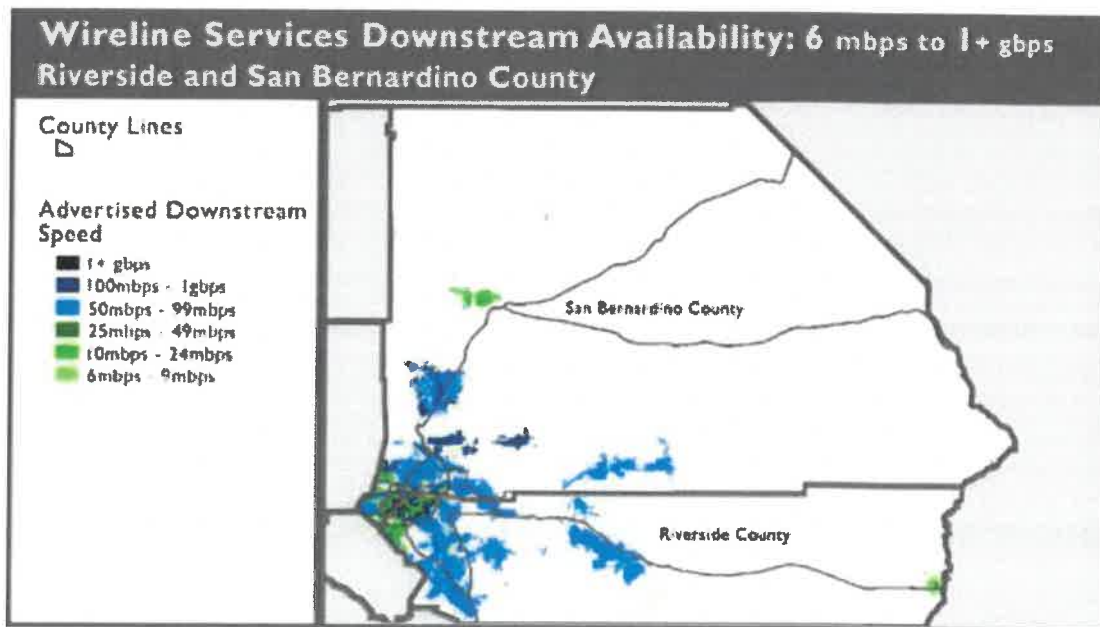 Wireline Services Downstream Availability: 6 mbps to 1+ gbps
Riverside and San Bernardino County
County Lines
Advertised Downstream
Speed
1+ gbps
100mbps - 1gbps
50mbps - 99mbps
25mbps - 49mbps
10mbps - 24mbps
6mbps - 9mbps
San Bernardino County
Riverside County